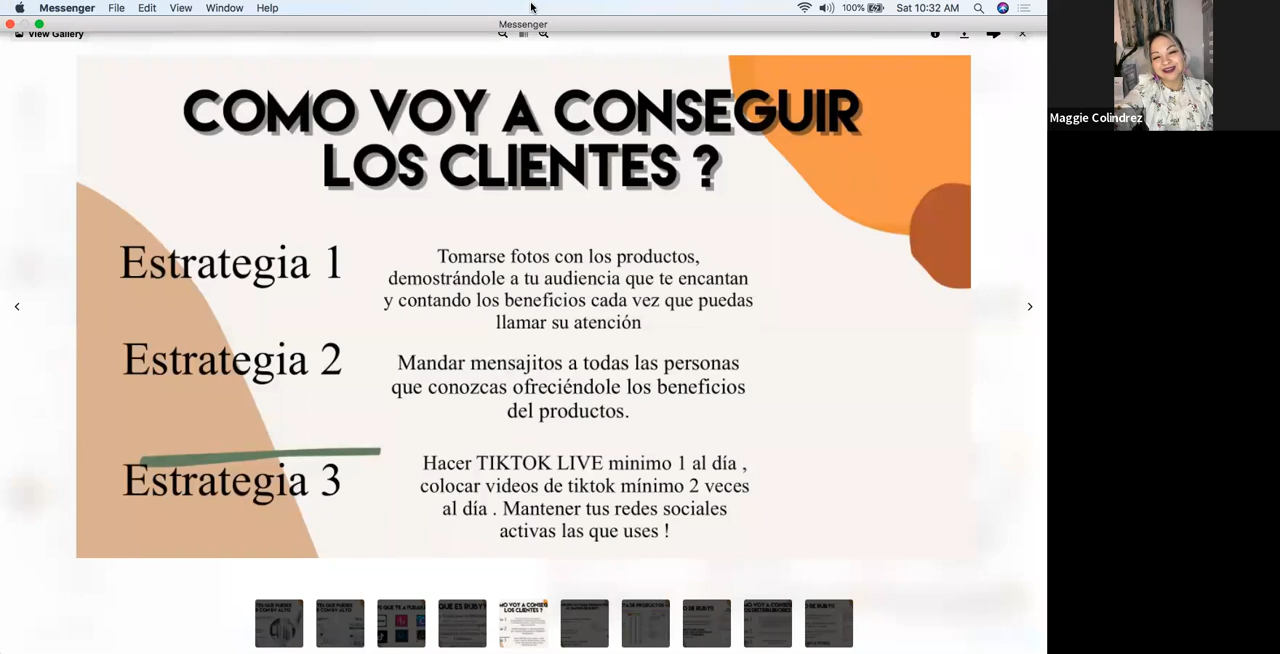 Messenger File Edit View Window Help 100% Sat 10:32 AM
Messenger
View Gallery
COMO VOY A CONSEGUIR
LOS CLIENTES ?
Estrategia 1
Tomarse fotos con los productos,
demostrándole a tu audiencia que te encantan
y contando los beneficios cada vez que puedas
llamar su atención
Estrategia 2
Mandar mensajitos a todas las personas
que conozcas ofreciéndole los beneficios
del productos.
Estrategia 3
Hacer TIKTOK LIVE minimo 1 al día ,
colocar videos de tiktok mínimo 2 veces
al día . Mantener tus redes sociales
activas las que uses !
Maggie Colindrez